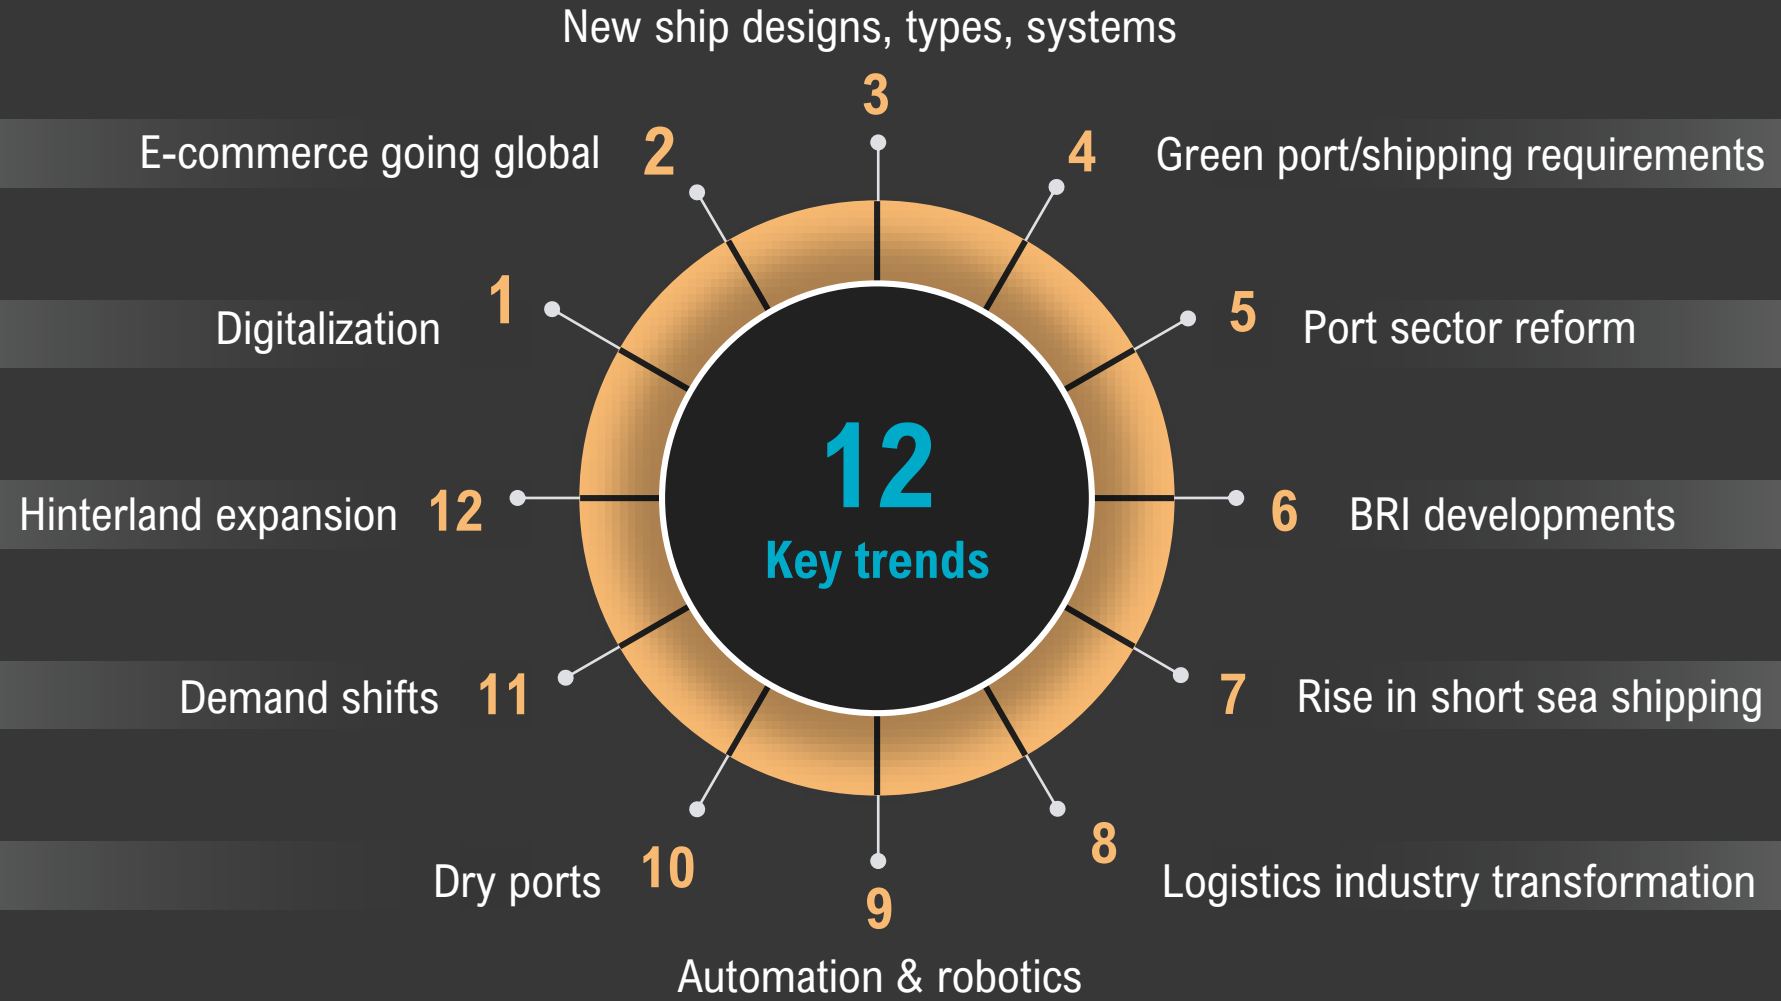 New ship designs, types, systems
3
E-commerce going global 2
4 Green port/shipping requirements
Digitalization 1
5 Port sector reform
12
Key trends
Hinterland expansion 12
6 BRI developments
Demand shifts 11
7 Rise in short sea shipping
Dry ports 10
8 Logistics industry transformation
9
Automation & robotics